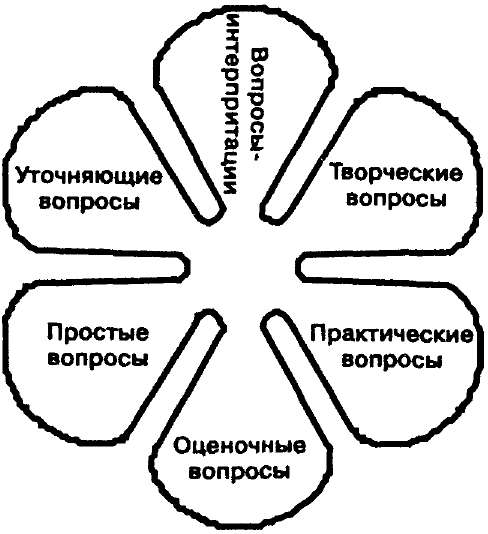 Вопросы-
интерпритации
Творческие
вопросы
Практические
вопросы
Оценочные
вопросы
Простые
вопросы
Уточняющие
вопросы